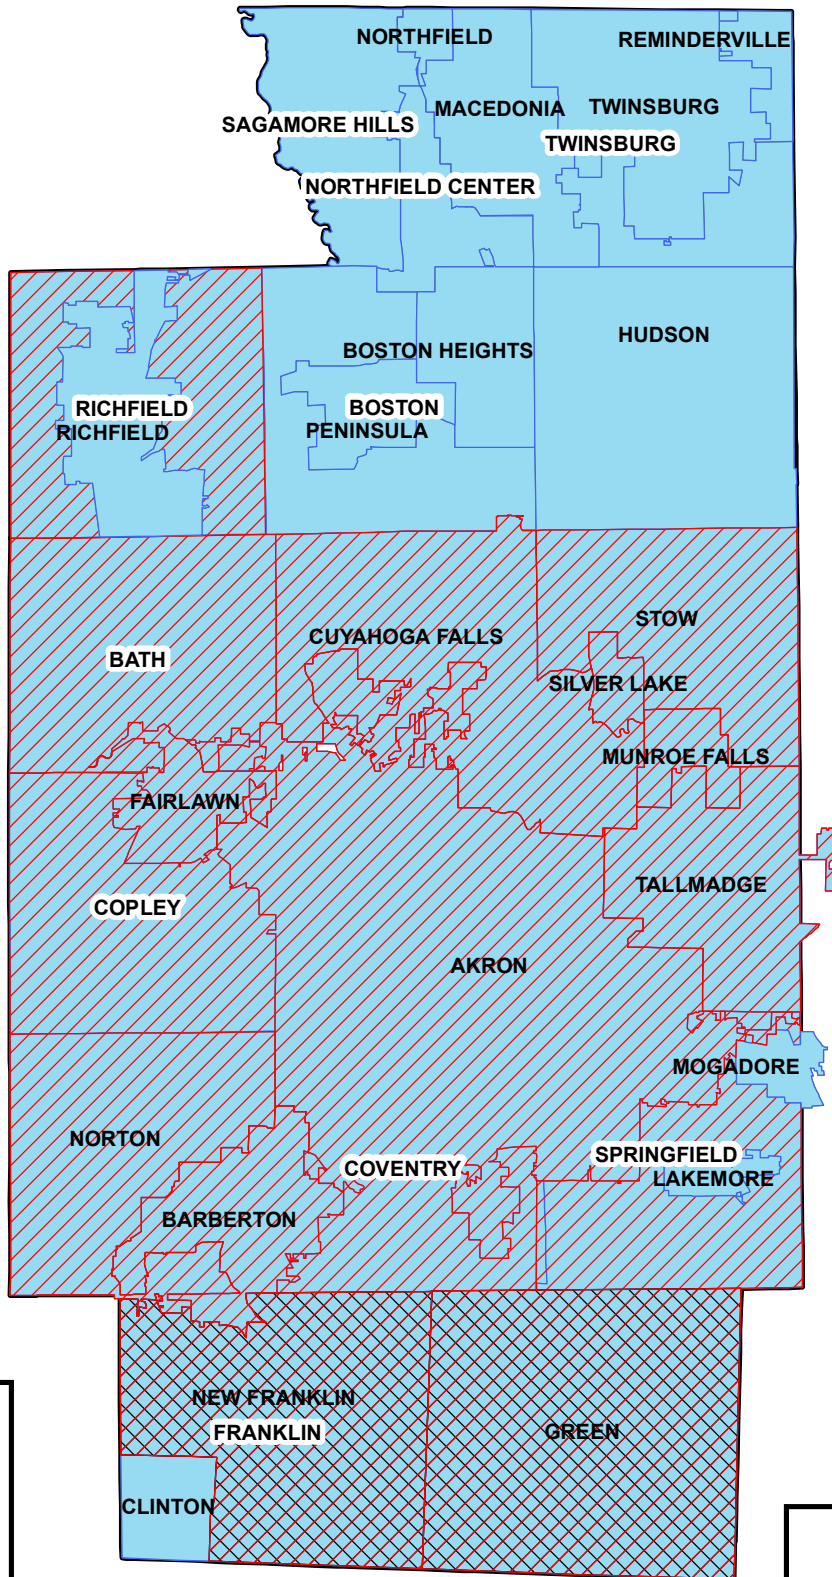 NORTHFIELD
REMINDERVILLE
MACEDONIA
TWINSBURG
SAGAMORE HILLS
TWINSBURG
NORTHFIELD CENTER
HUDSON
BOSTON HEIGHTS
RICHFIELD
BOSTON
RICHFIELD
PENINSULA
STOW
CUYAHOGA FALLS
BATH
SILVER LAKE
MUNROE FALLS
FAIRLAWN
TALLMADGE
COPLEY
AKRON
MOGADORE
NORTON
SPRINGFIELD
COVENTRY
LAKEMORE
BARBERTON
NEW FRANKLIN
FRANKLIN
GREEN
CLINTON